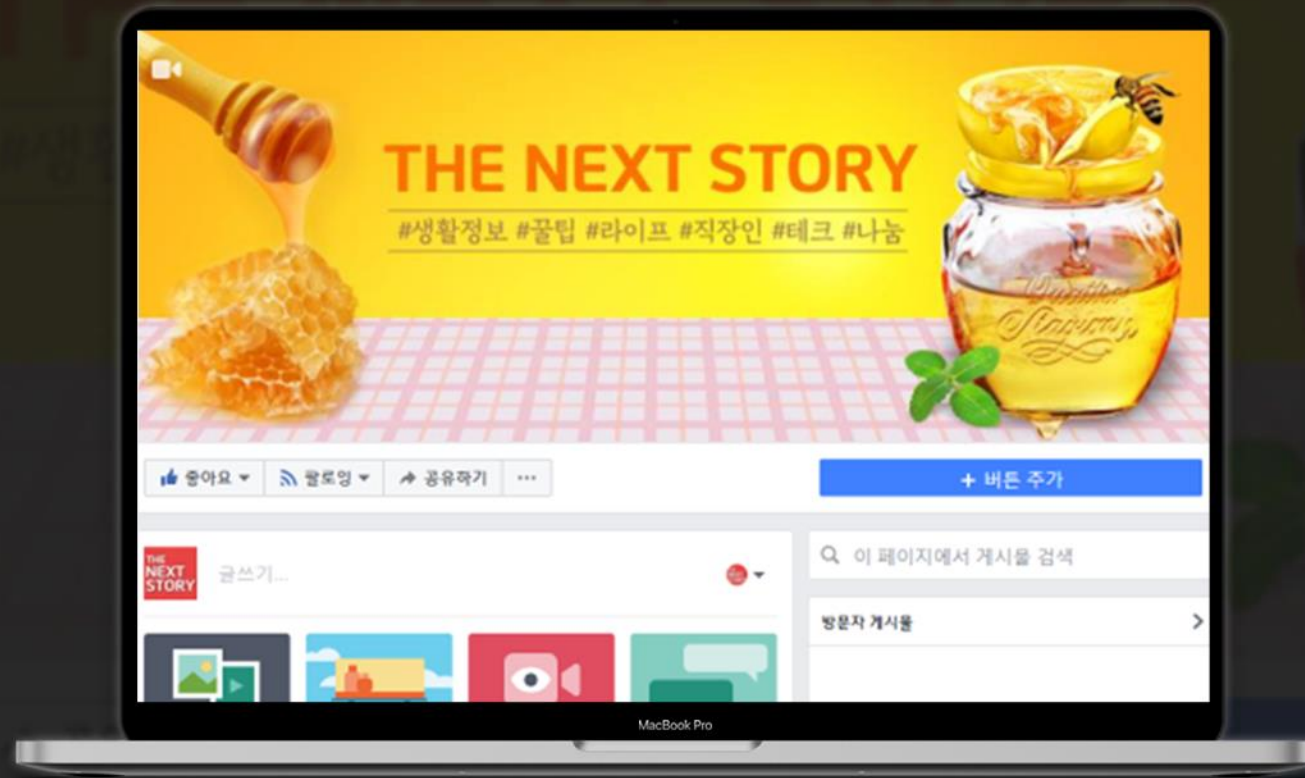 THE NEXT STORY
#생활정보 #꿀팁 #라이프 #직장인 #테크 #나눔
좋아요 팔로잉 공유하기 ...
+ 버튼 추가
THE
NEXT
STORY
글쓰기...
이 페이지에서 게시물 검색
방문자 게시물
MacBook Pro